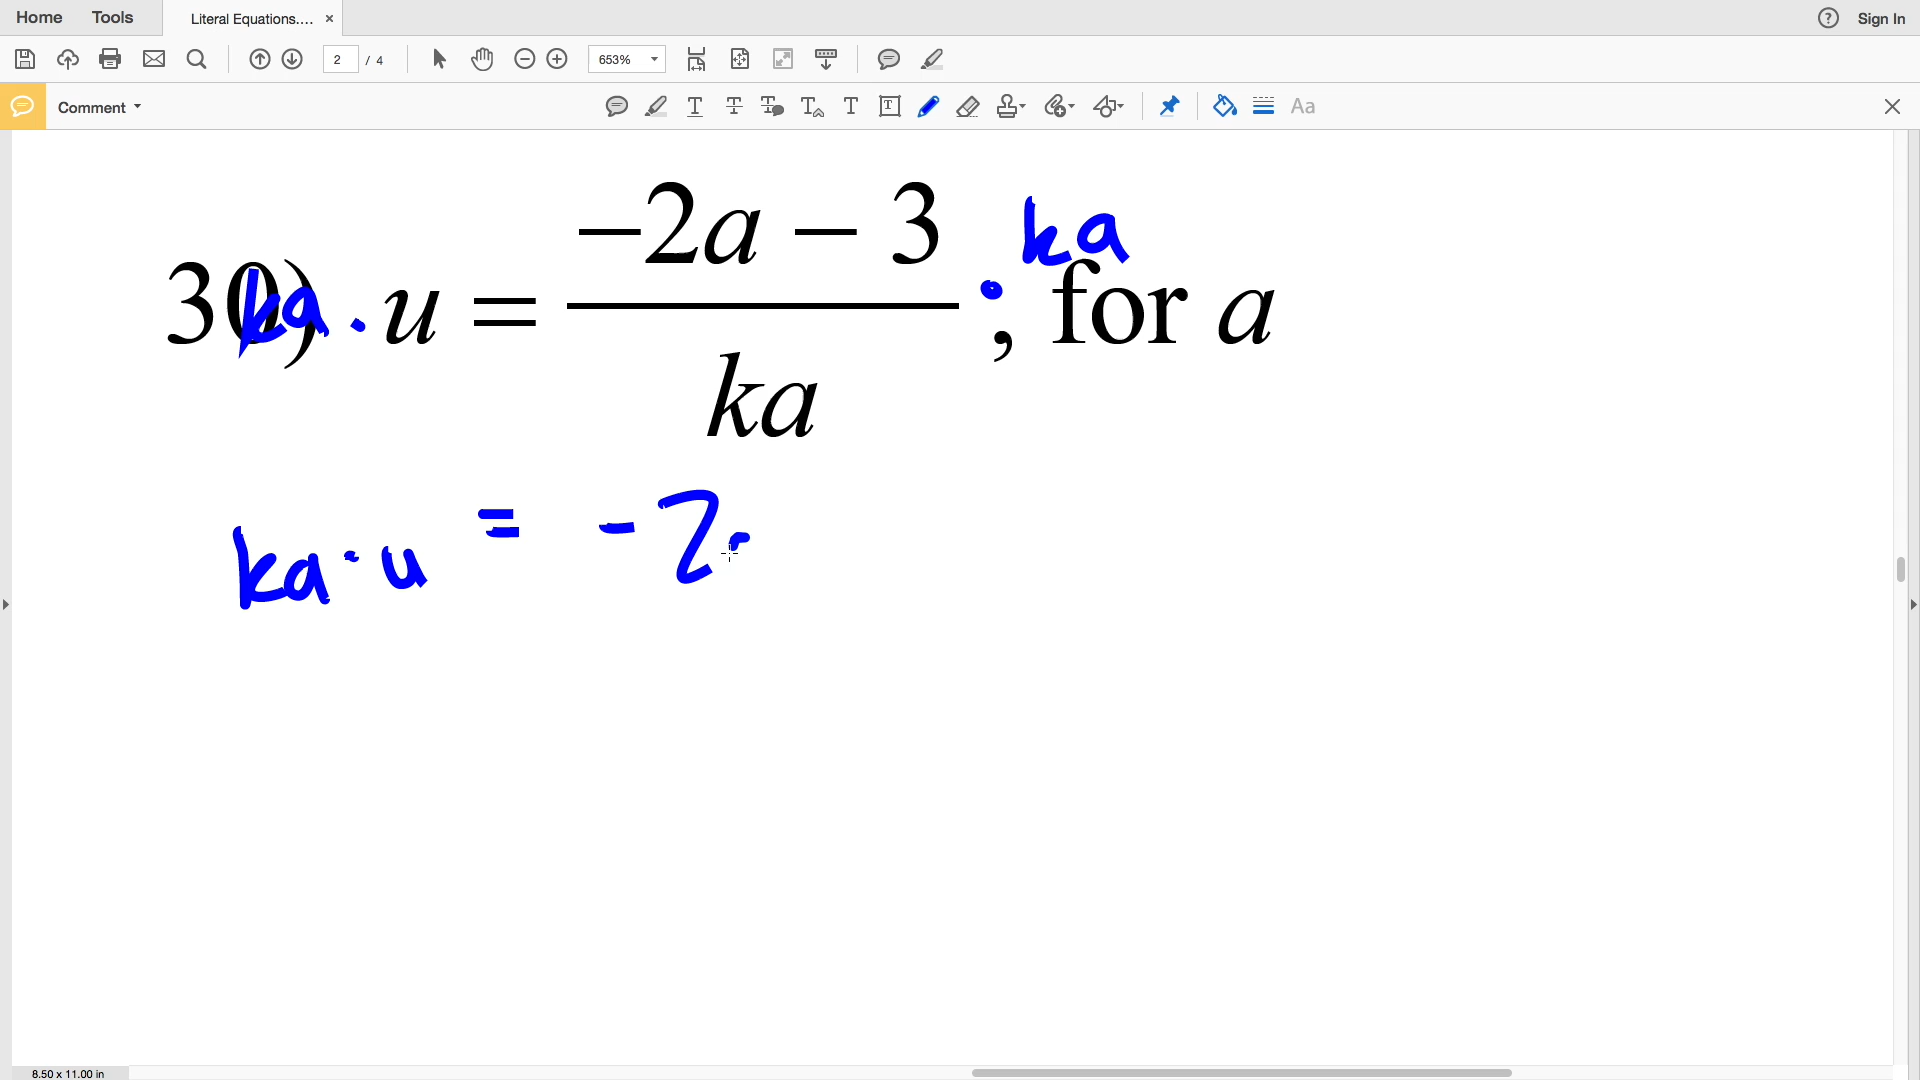 Home Tools Literal Equations.... × ? Sign In
2 / 4 653%
Comment T T T T T T Aa
30) u = −2a − 3 / ka ; for a
ka · · ka
ka · u = - 2
8.50 x 11.00 in